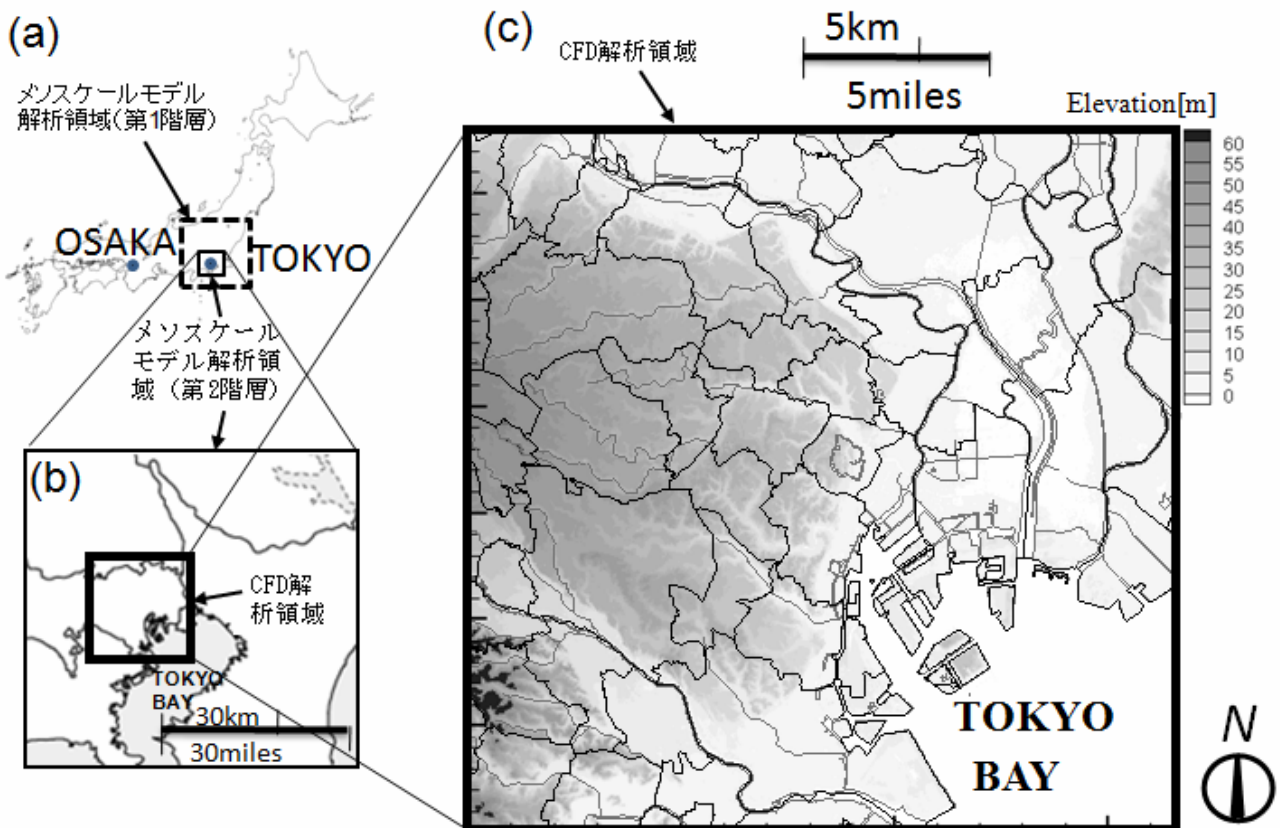 (a)
メソスケールモデル
解析領域(第1階層)
OSAKA
TOKYO
メソスケール
モデル解析領
域 (第2階層)
(b)
CFD解
析領域
TOKYO
BAY
30km
30miles
(c)
CFD解析領域
5km
5miles
Elevation[m]
60
55
50
45
40
35
30
25
20
15
10
5
0
TOKYO
BAY
N